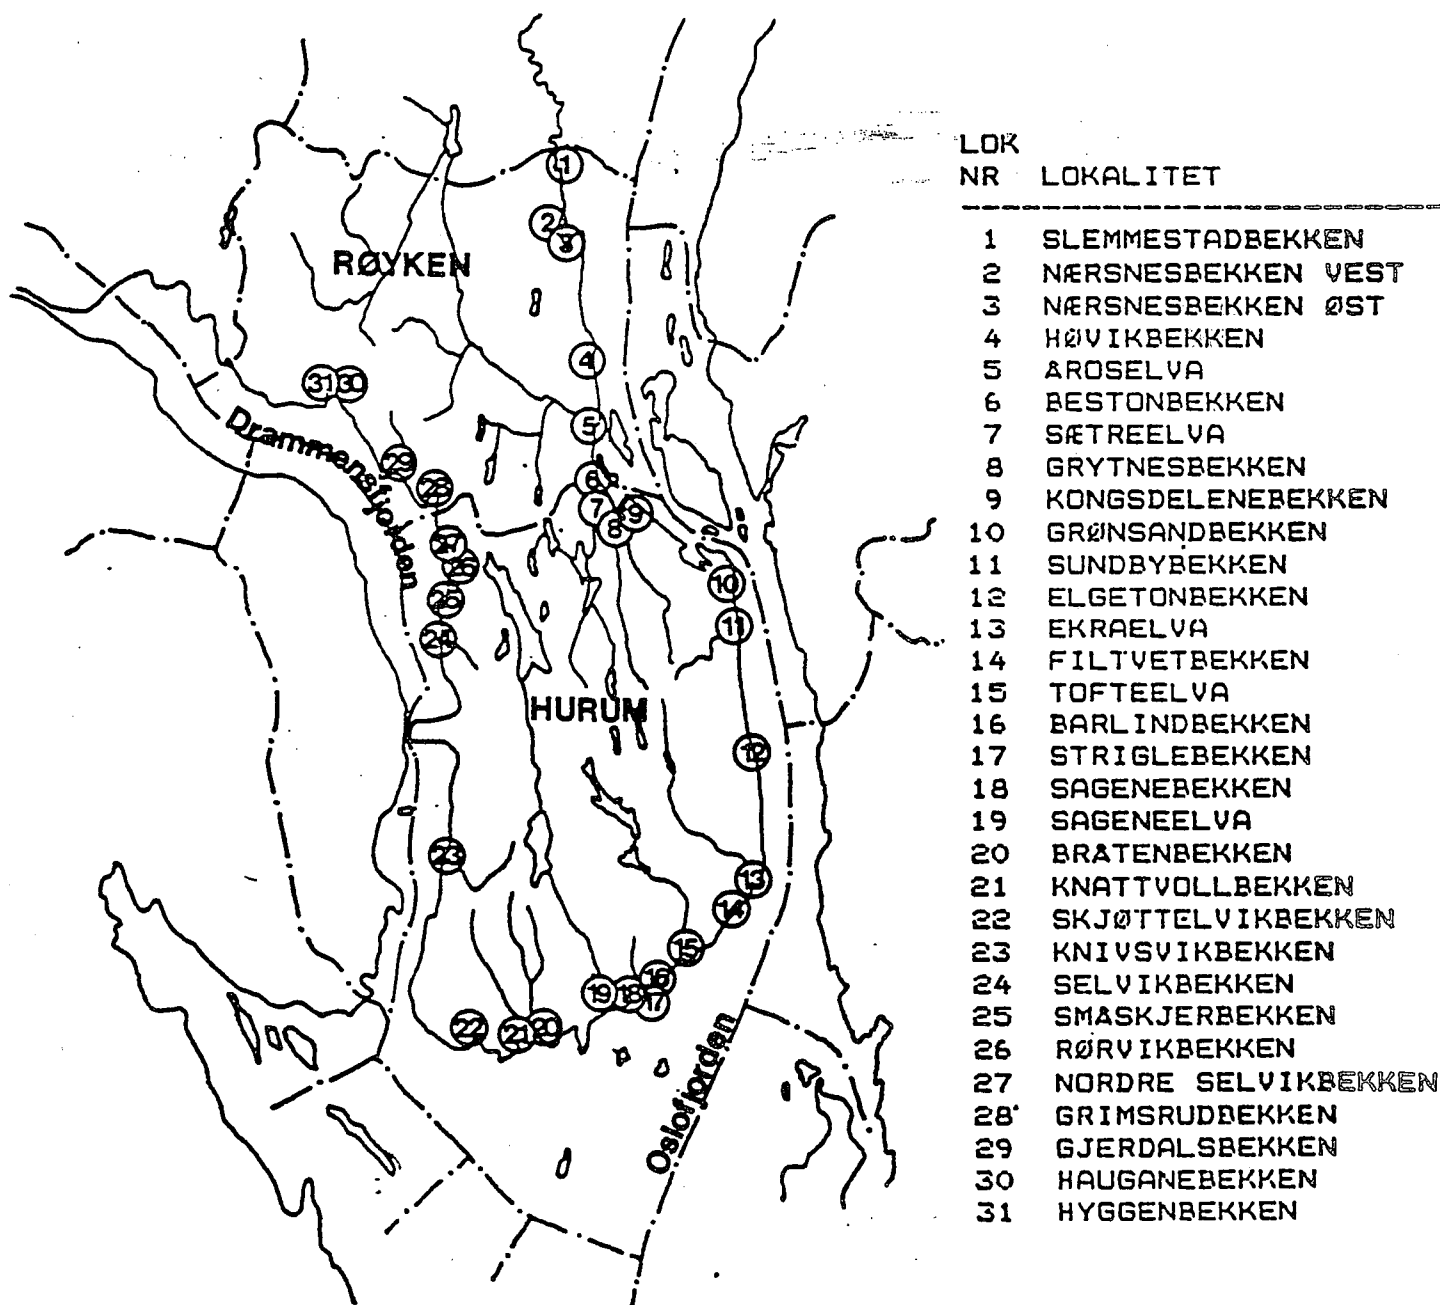 LOK
NR LOKALITET
1 SLEMMESTADBEKKEN
2 NÆRSNESBEKKEN VEST
3 NÆRSNESBEKKEN ØST
4 HØVIKBEKKEN
5 ÅROSELVA
6 BESTONBEKKEN
7 SÆTREELVA
8 GRYTNESBEKKEN
9 KONGSDELENEBEKKEN
10 GRØNSANDBEKKEN
11 SUNDBYBEKKEN
12 ELGETONBEKKEN
13 EKRAELVA
14 FILTVETBEKKEN
15 TOFTEELVA
16 BARLINDBEKKEN
17 STRIGLEBEKKEN
18 SAGENEBEKKEN
19 SAGENEELVA
20 BRÅTENBEKKEN
21 KNATTVOLLBEKKEN
22 SKJØTTELVIKBEKKEN
23 KNIVSVIKBEKKEN
24 SELVIKBEKKEN
25 SMÅSKJERBEKKEN
26 RØRVIKBEKKEN
27 NORDRE SELVIKBEKKEN
28 GRIMSRUDBEKKEN
29 GJERDALSBEKKEN
30 HAUGANEBEKKEN
31 HYGGENBEKKEN
1
2
3
RØYKEN
4
31 30
5
Drammensfjorden
29
28
6
7
9
8
27
26
10
25
11
24
HURUM
12
23
13
14
15
16
19 18
17
22
21
20
Oslofjorden